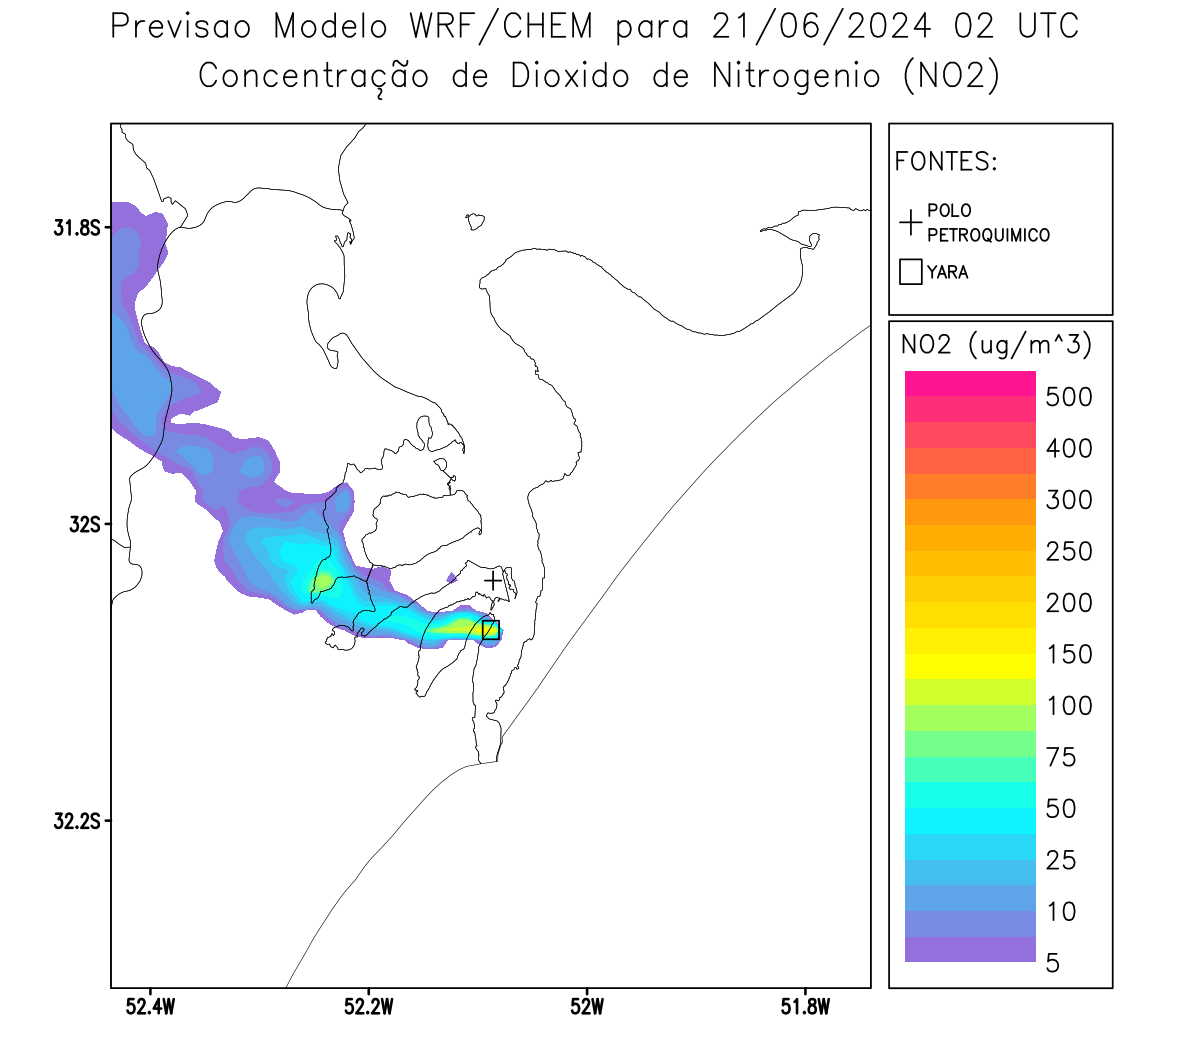 Previsao Modelo WRF/CHEM para 21/06/2024 02 UTC
Concentração de Dioxido de Nitrogenio (NO2)
FONTES:
POLO
PETROQUIMICO
YARA
31.8S
32S
32.2S
52.4W
52.2W
52W
51.8W
NO2 (ug/m^3)
500
400
300
250
200
150
100
75
50
25
10
5